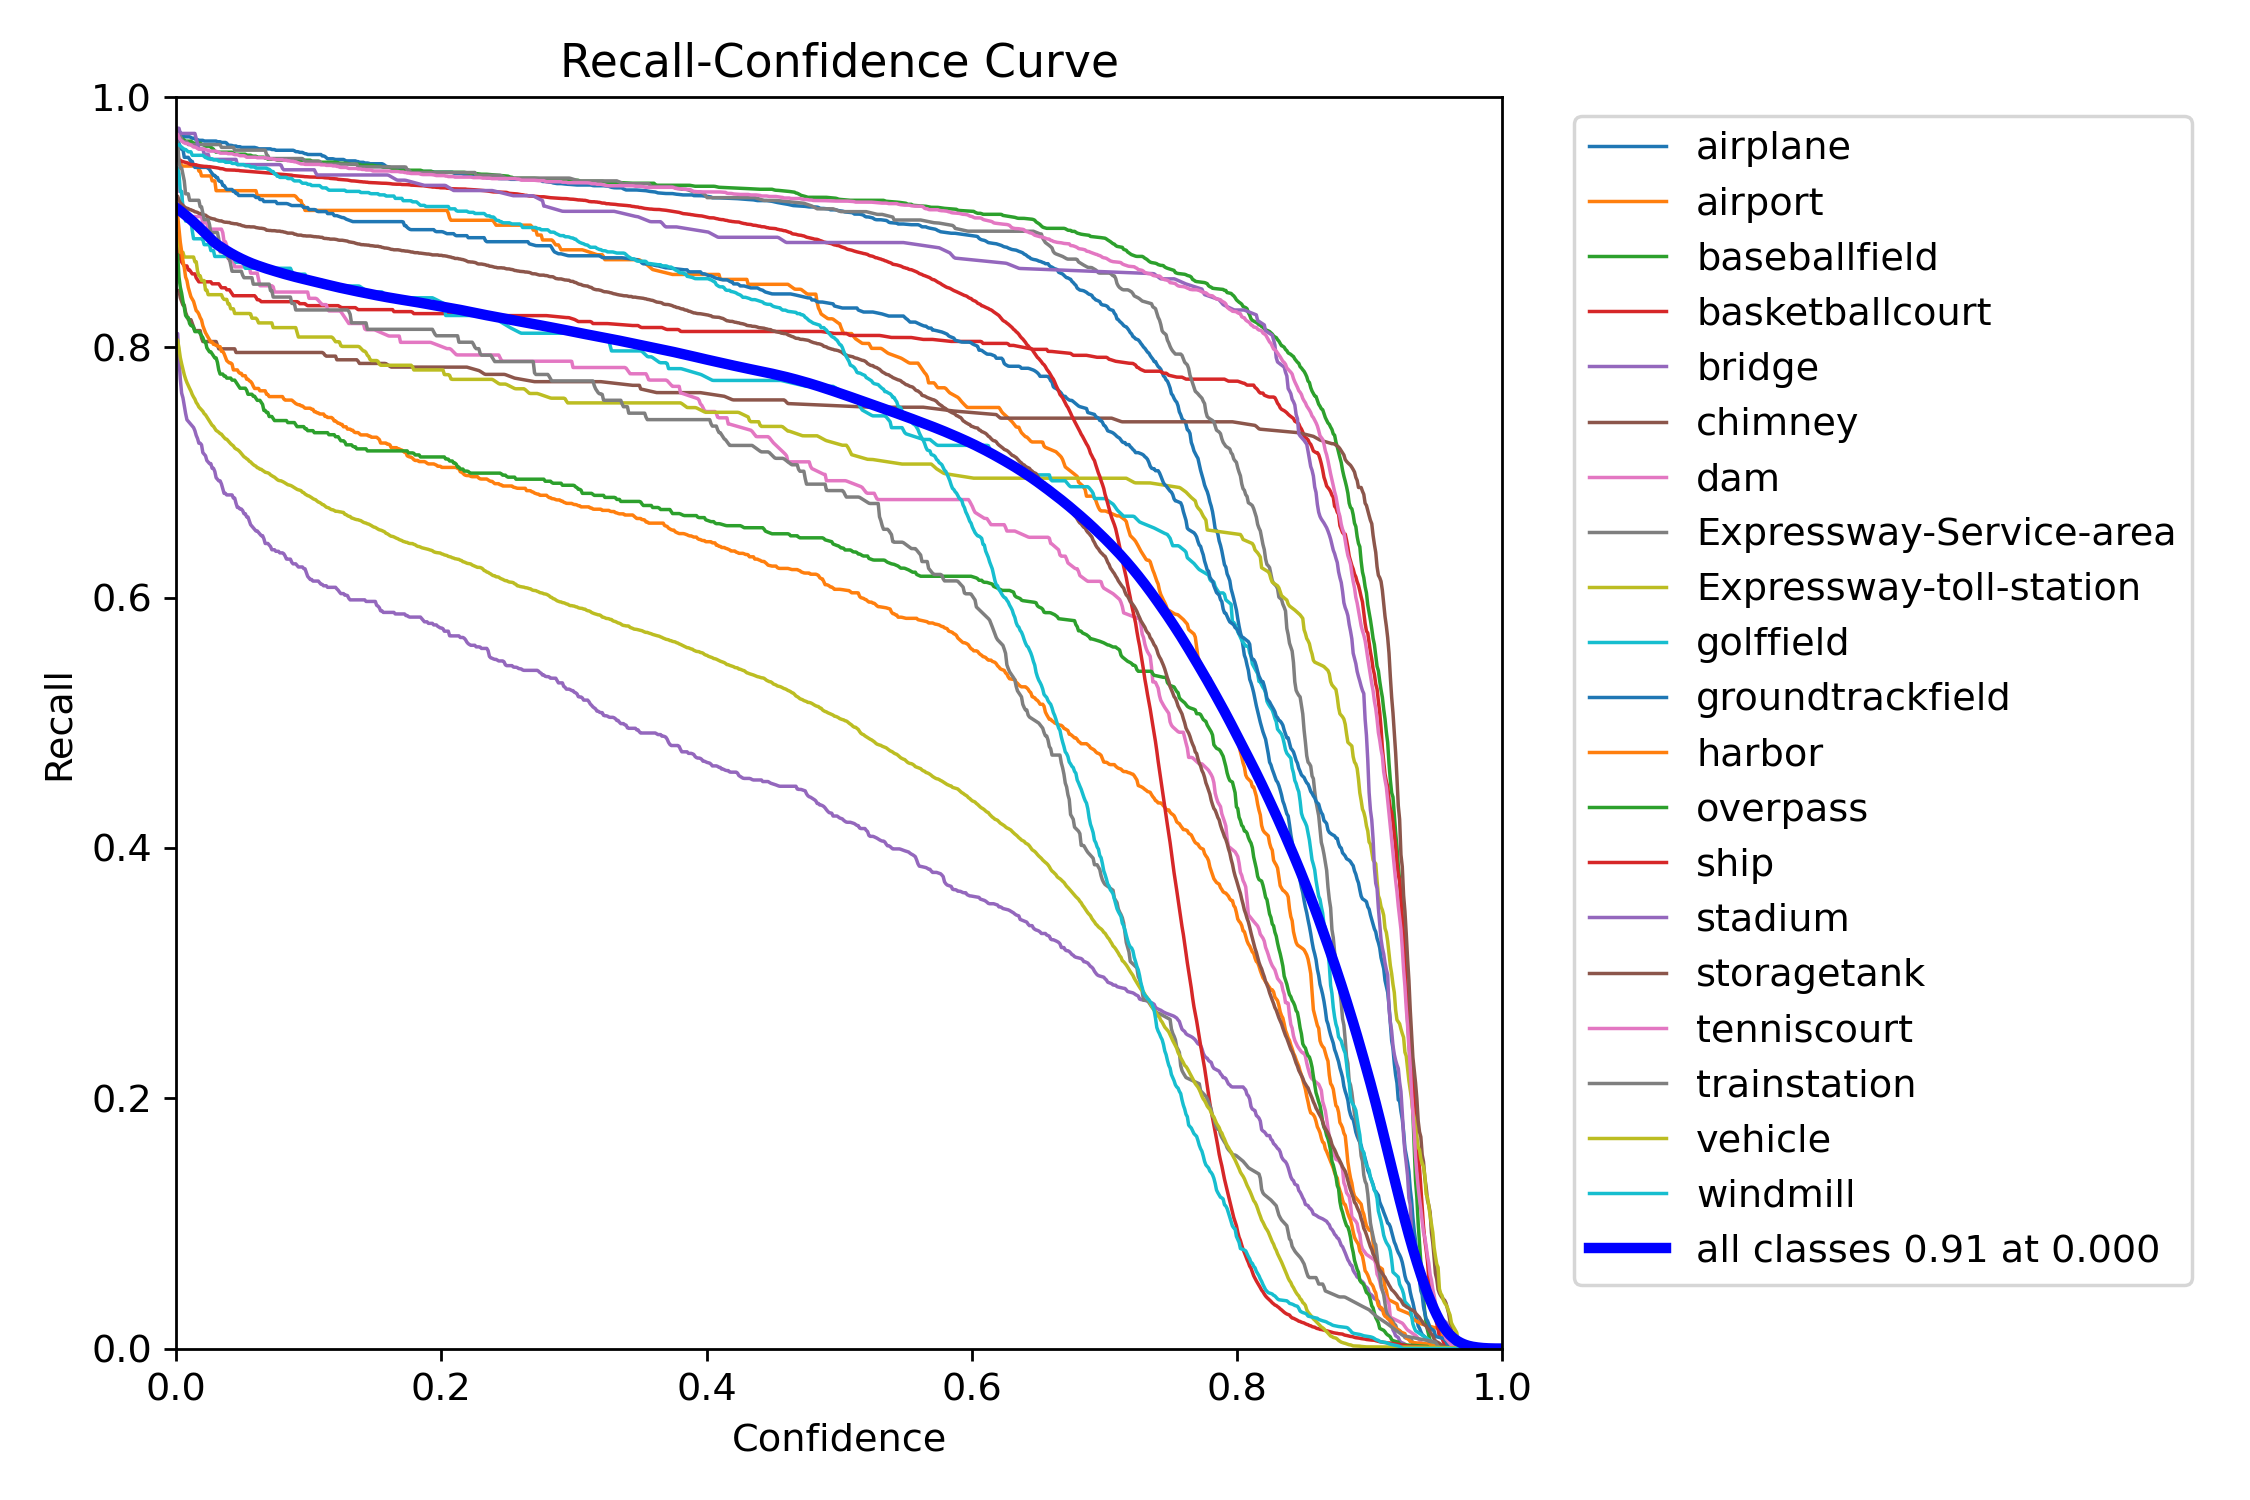 Recall-Confidence Curve
1.0
0.8
0.6
0.4
0.2
0.0
Recall
0.0 0.2 0.4 0.6 0.8 1.0
Confidence
airplane
airport
baseballfield
basketballcourt
bridge
chimney
dam
Expressway-Service-area
Expressway-toll-station
golffield
groundtrackfield
harbor
overpass
ship
stadium
storagetank
tenniscourt
trainstation
vehicle
windmill
all classes 0.91 at 0.000